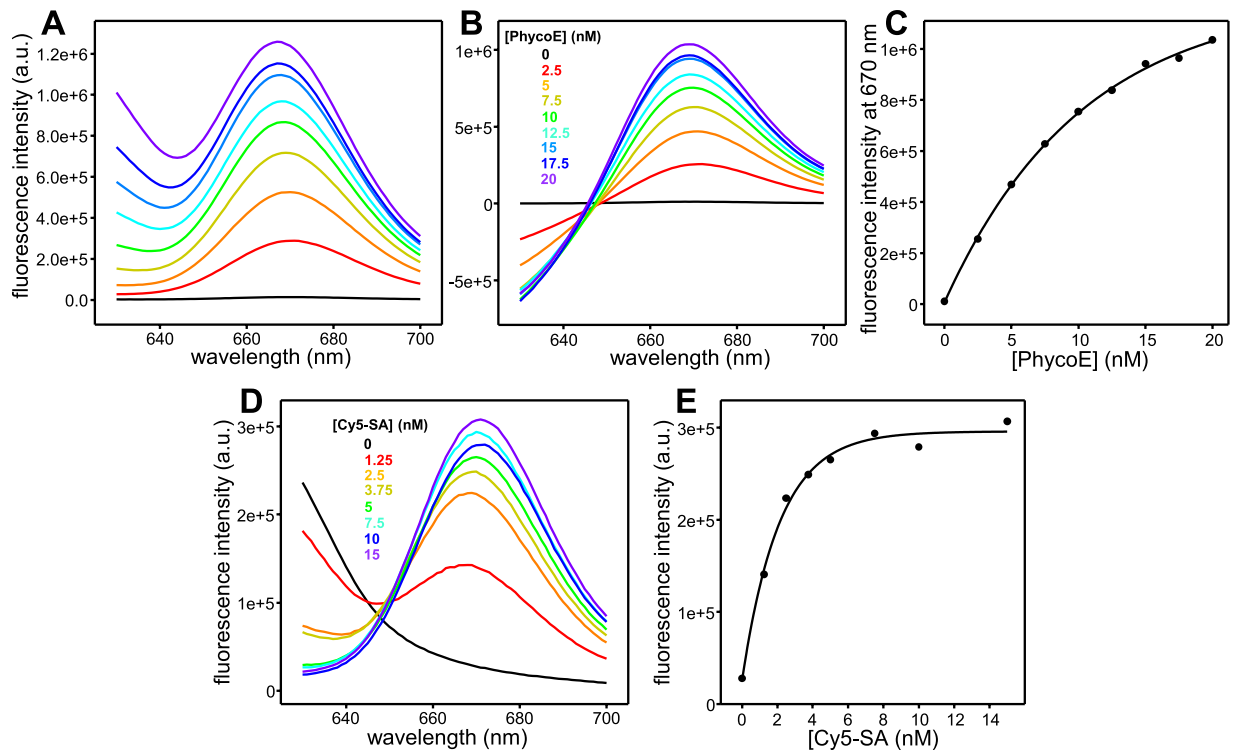 A
fluorescence intensity (a.u.)
1.2e+6
1.0e+6
8.0e+5
6.0e+5
4.0e+5
2.0e+5
0.0
640
660
680
700
wavelength (nm)
B
[PhycoE] (nM)
0
2.5
5
7.5
10
12.5
15
17.5
20
1e+6
5e+5
0
-5e+5
640
660
680
700
wavelength (nm)
C
fluorescence intensity at 670 nm
1e+6
8e+5
6e+5
4e+5
2e+5
0
0
5
10
15
20
[PhycoE] (nM)
D
fluorescence intensity (a.u.)
[Cy5-SA] (nM)
0
1.25
2.5
3.75
5
7.5
10
15
3e+5
2e+5
1e+5
0
640
660
680
700
wavelength (nm)
E
fluorescence intensity (a.u.)
3e+5
2e+5
1e+5
0
0
2
4
6
8
10
12
14
[Cy5-SA (nM)